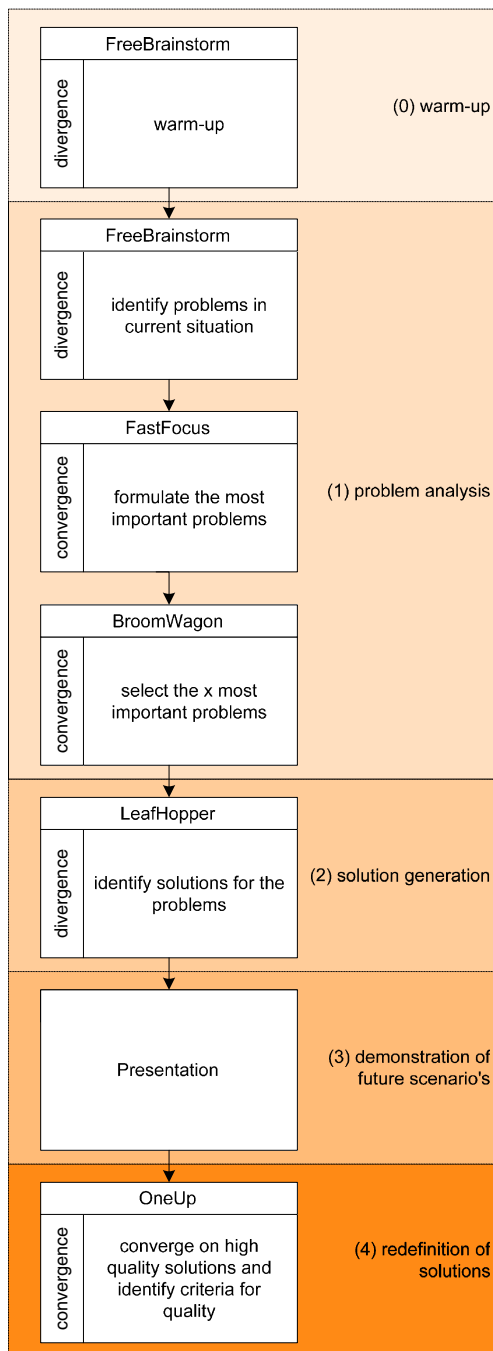 FreeBrainstorm
divergence
warm-up
(0) warm-up
FreeBrainstorm
divergence
identify problems in
current situation
FastFocus
convergence
formulate the most
important problems
(1) problem analysis
BroomWagon
convergence
select the x most
important problems
LeafHopper
divergence
identify solutions for the
problems
(2) solution generation
Presentation
(3) demonstration of
future scenario's
OneUp
convergence
converge on high
quality solutions and
identify criteria for
quality
(4) redefinition of
solutions